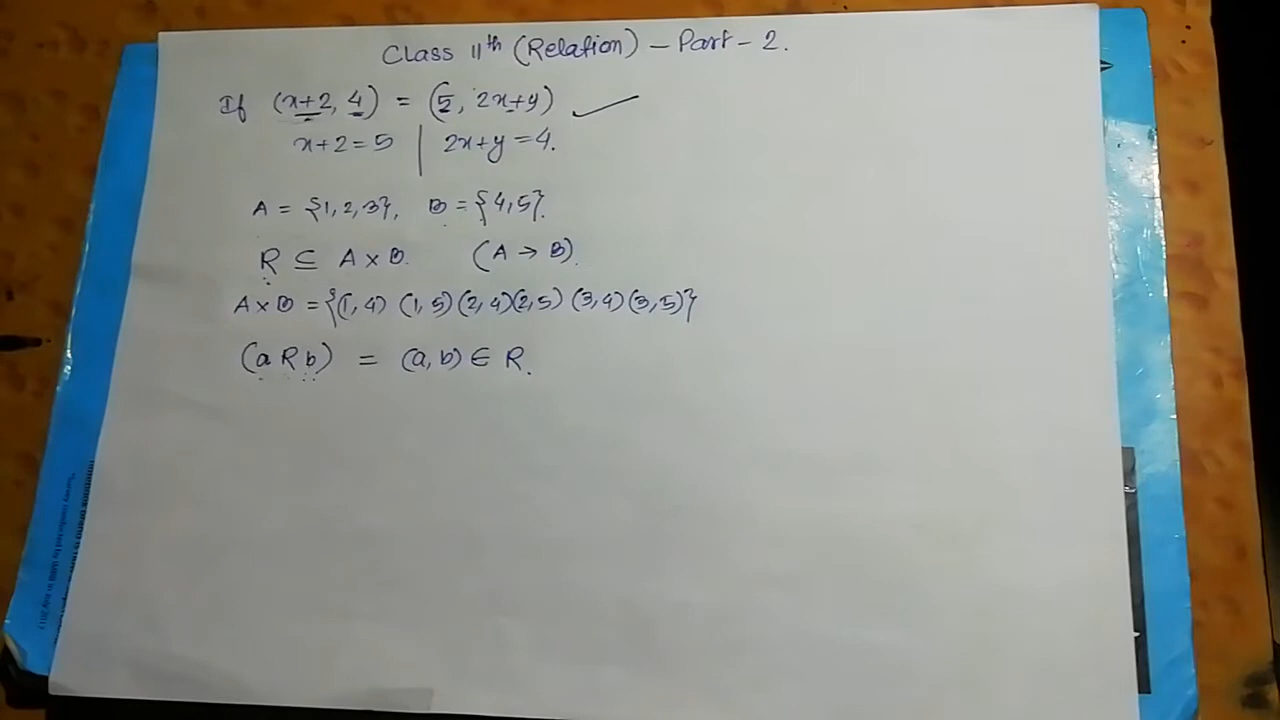 Class 11th (Relation) - Part - 2.
If (x+2, 4) = (5, 2x+y)
x+2=5 | 2x+y=4.
A = {1,2,3}, B = {4,5}.
R ⊆ A × B. (A → B).
A×B = {(1,4) (1,5) (2,4) (2,5) (3,4) (3,5)}
(a R b) = (a,b) ∈ R.